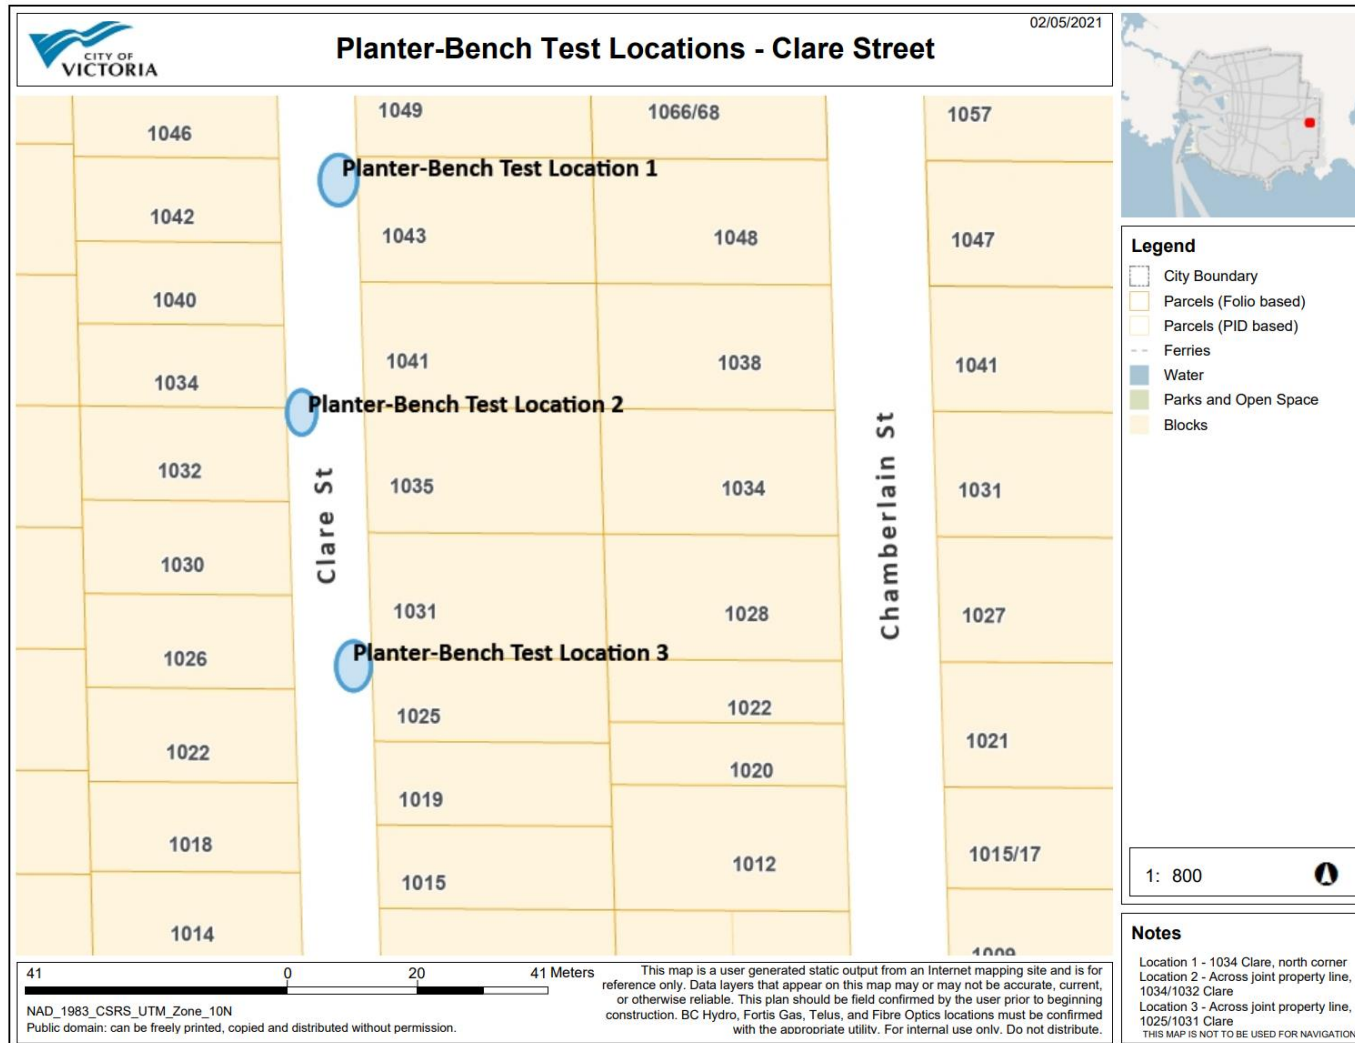 CITY OF
VICTORIA
Planter-Bench Test Locations - Clare Street
02/05/2021
1046
1049
1066/68
1057
Planter-Bench Test Location 1
1042
1043
1048
1047
1040
1041
1038
1041
1034
Planter-Bench Test Location 2
1032
1035
1034
1031
Clare St
Chamberlain St
1030
1031
1028
1027
Planter-Bench Test Location 3
1026
1025
1022
1021
1022
1020
1019
1018
1015
1012
1015/17
1014
1009
Legend
City Boundary
Parcels (Folio based)
Parcels (PID based)
Ferries
Water
Parks and Open Space
Blocks
1: 800
Notes
Location 1 - 1034 Clare, north corner
Location 2 - Across joint property line,
1034/1032 Clare
Location 3 - Across joint property line,
1025/1031 Clare
THIS MAP IS NOT TO BE USED FOR NAVIGATION
41 0 20 41 Meters
NAD_1983_CSRS_UTM_Zone_10N
Public domain: can be freely printed, copied and distributed without permission.
This map is a user generated static output from an Internet mapping site and is for
reference only. Data layers that appear on this map may or may not be accurate, current,
or otherwise reliable. This plan should be field confirmed by the user prior to beginning
construction. BC Hydro, Fortis Gas, Telus, and Fibre Optics locations must be confirmed
with the appropriate utility. For internal use only. Do not distribute.